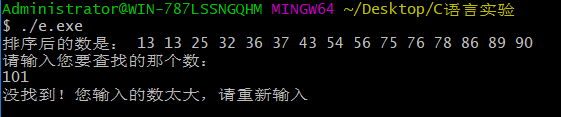 Administrator@WIN-787LSSNGQHM MINGW64 ~/Desktop/C语言实验
$ ./e.exe
排序后的数是： 13 13 25 32 36 37 43 54 56 75 76 78 86 89 90
请输入您要查找的那个数：
101
没找到！您输入的数太大，请重新输入